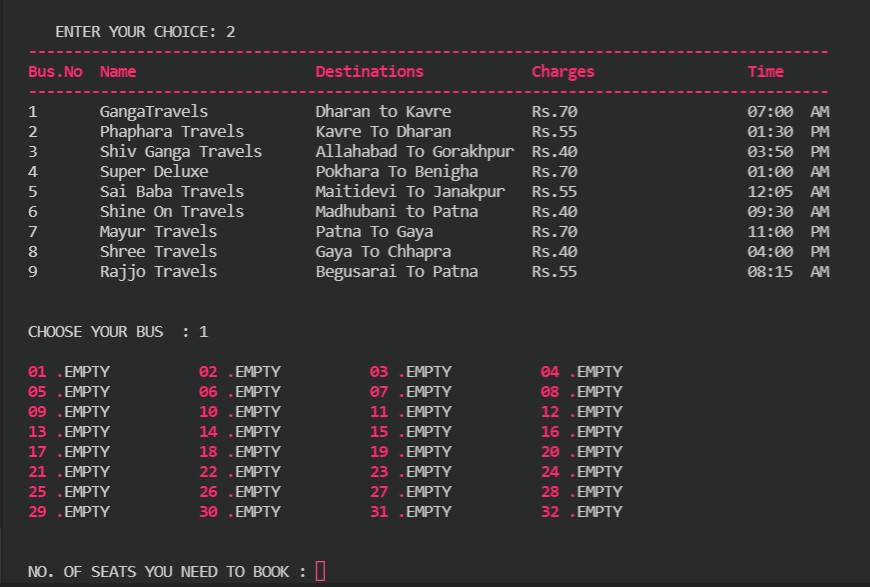 ENTER YOUR CHOICE: 2
-----------------------------------------------------------------------------------------
Bus.No  Name                    Destinations            Charges                 Time
-----------------------------------------------------------------------------------------
1       GangaTravels            Dharan to Kavre         Rs.70                   07:00  AM
2       Phaphara Travels        Kavre To Dharan         Rs.55                   01:30  PM
3       Shiv Ganga Travels      Allahabad To Gorakhpur  Rs.40                   03:50  PM
4       Super Deluxe            Pokhara To Benigha      Rs.70                   01:00  AM
5       Sai Baba Travels        Maitidevi To Janakpur   Rs.55                   12:05  AM
6       Shine On Travels        Madhubani to Patna      Rs.40                   09:30  AM
7       Mayur Travels           Patna To Gaya           Rs.70                   11:00  PM
8       Shree Travels           Gaya To Chhapra         Rs.40                   04:00  PM
9       Rajjo Travels           Begusarai To Patna      Rs.55                   08:15  AM
CHOOSE YOUR BUS  : 1
01 .EMPTY          02 .EMPTY          03 .EMPTY          04 .EMPTY
05 .EMPTY          06 .EMPTY          07 .EMPTY          08 .EMPTY
09 .EMPTY          10 .EMPTY          11 .EMPTY          12 .EMPTY
13 .EMPTY          14 .EMPTY          15 .EMPTY          16 .EMPTY
17 .EMPTY          18 .EMPTY          19 .EMPTY          20 .EMPTY
21 .EMPTY          22 .EMPTY          23 .EMPTY          24 .EMPTY
25 .EMPTY          26 .EMPTY          27 .EMPTY          28 .EMPTY
29 .EMPTY          30 .EMPTY          31 .EMPTY          32 .EMPTY
NO. OF SEATS YOU NEED TO BOOK :